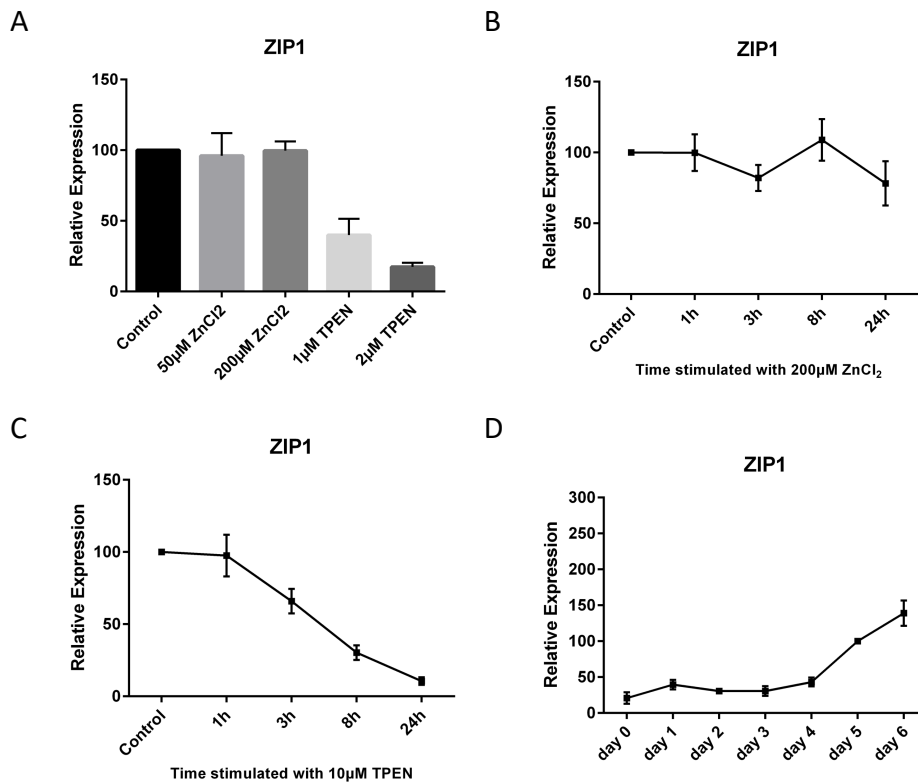 A
ZIP1
Relative Expression
150
100
50
0
Control
50µM ZnCl2
200µM ZnCl2
1µM TPEN
2µM TPEN
B
ZIP1
Relative Expression
150
100
50
0
Control
1h
3h
8h
24h
Time stimulated with 200µM ZnCl₂
C
ZIP1
Relative Expression
150
100
50
0
Control
1h
3h
8h
24h
Time stimulated with 10µM TPEN
D
ZIP1
Relative Expression
300
250
200
150
100
50
0
day 0
day 1
day 2
day 3
day 4
day 5
day 6